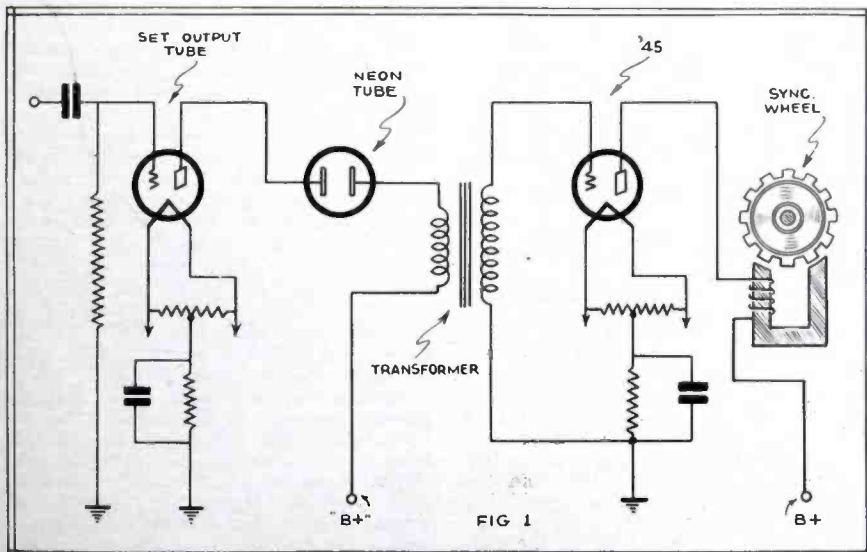 SET OUTPUT
TUBE
NEON
TUBE
'45
SYNC.
WHEEL
TRANSFORMER
"B+"
FIG 1
B+